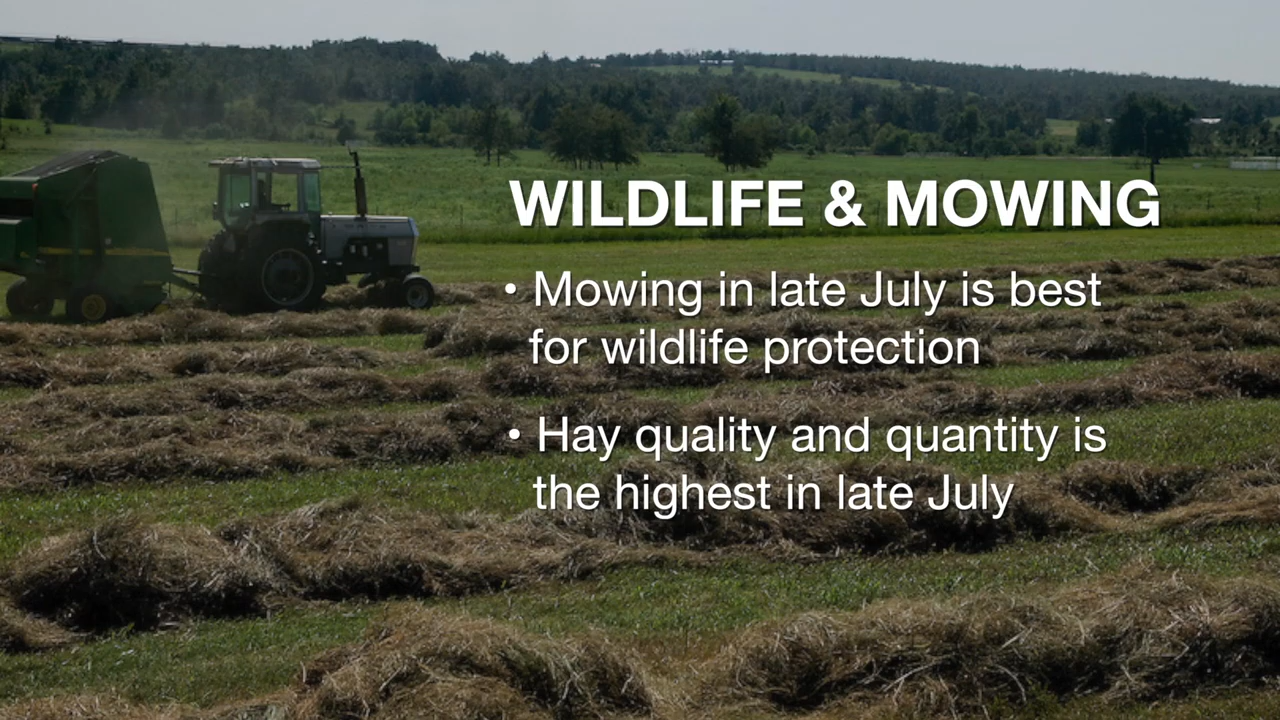 WILDLIFE & MOWING
• Mowing in late July is best
for wildlife protection
• Hay quality and quantity is
the highest in late July